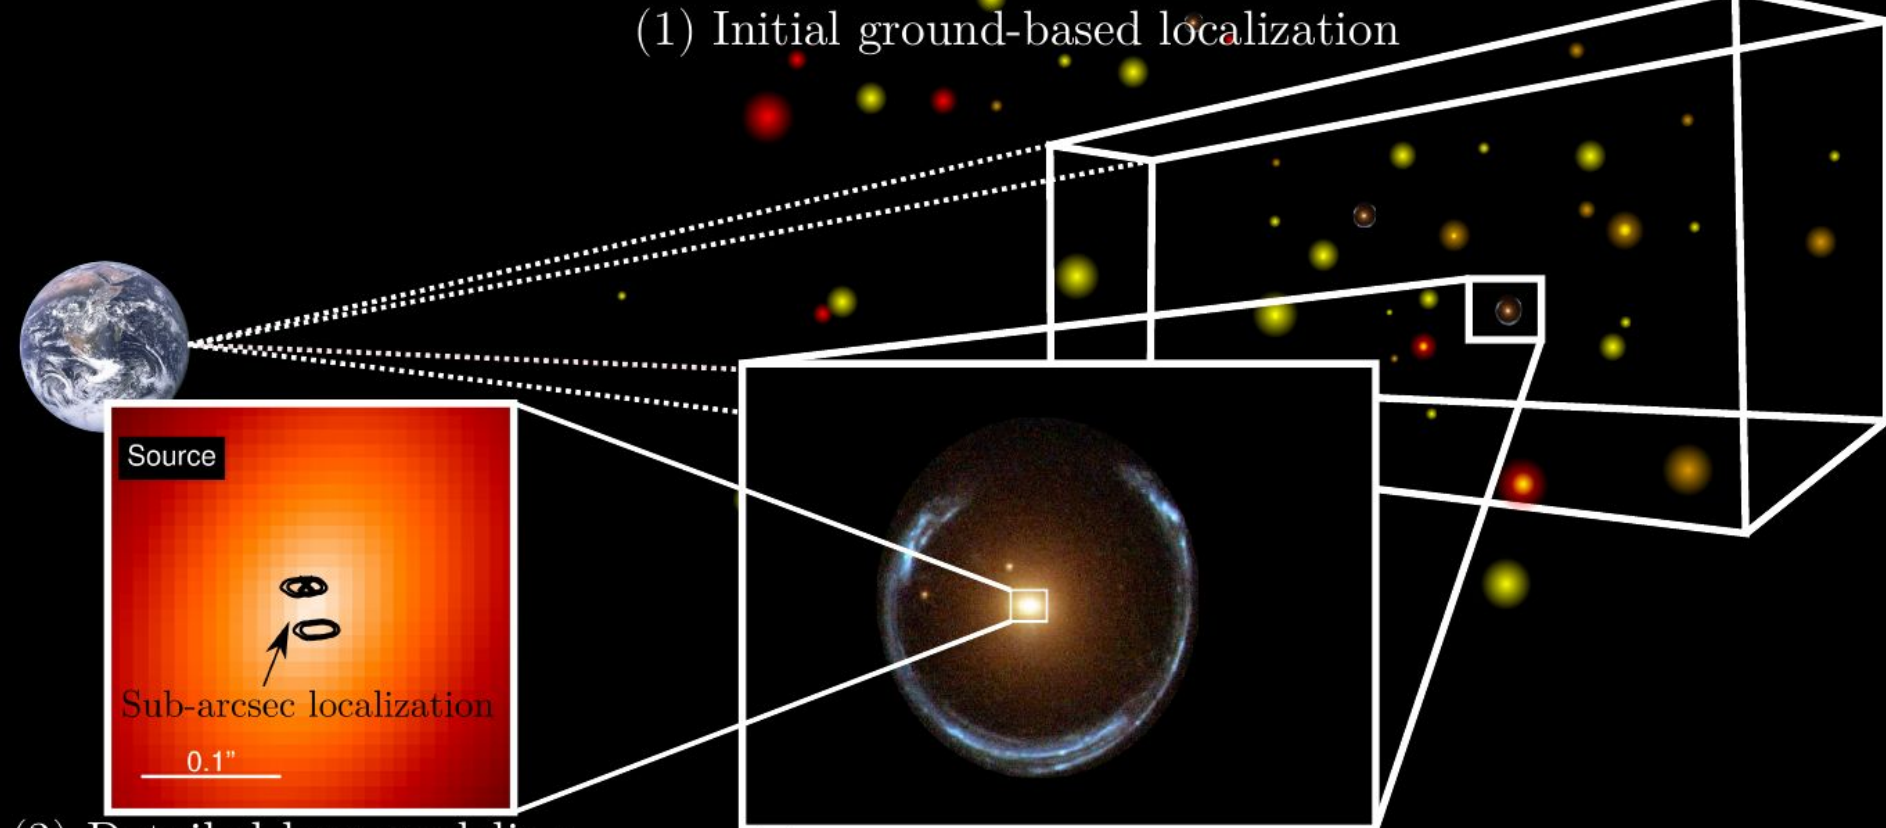 (1) Initial ground-based localization
Source
Sub-arcsec localization
0.1”